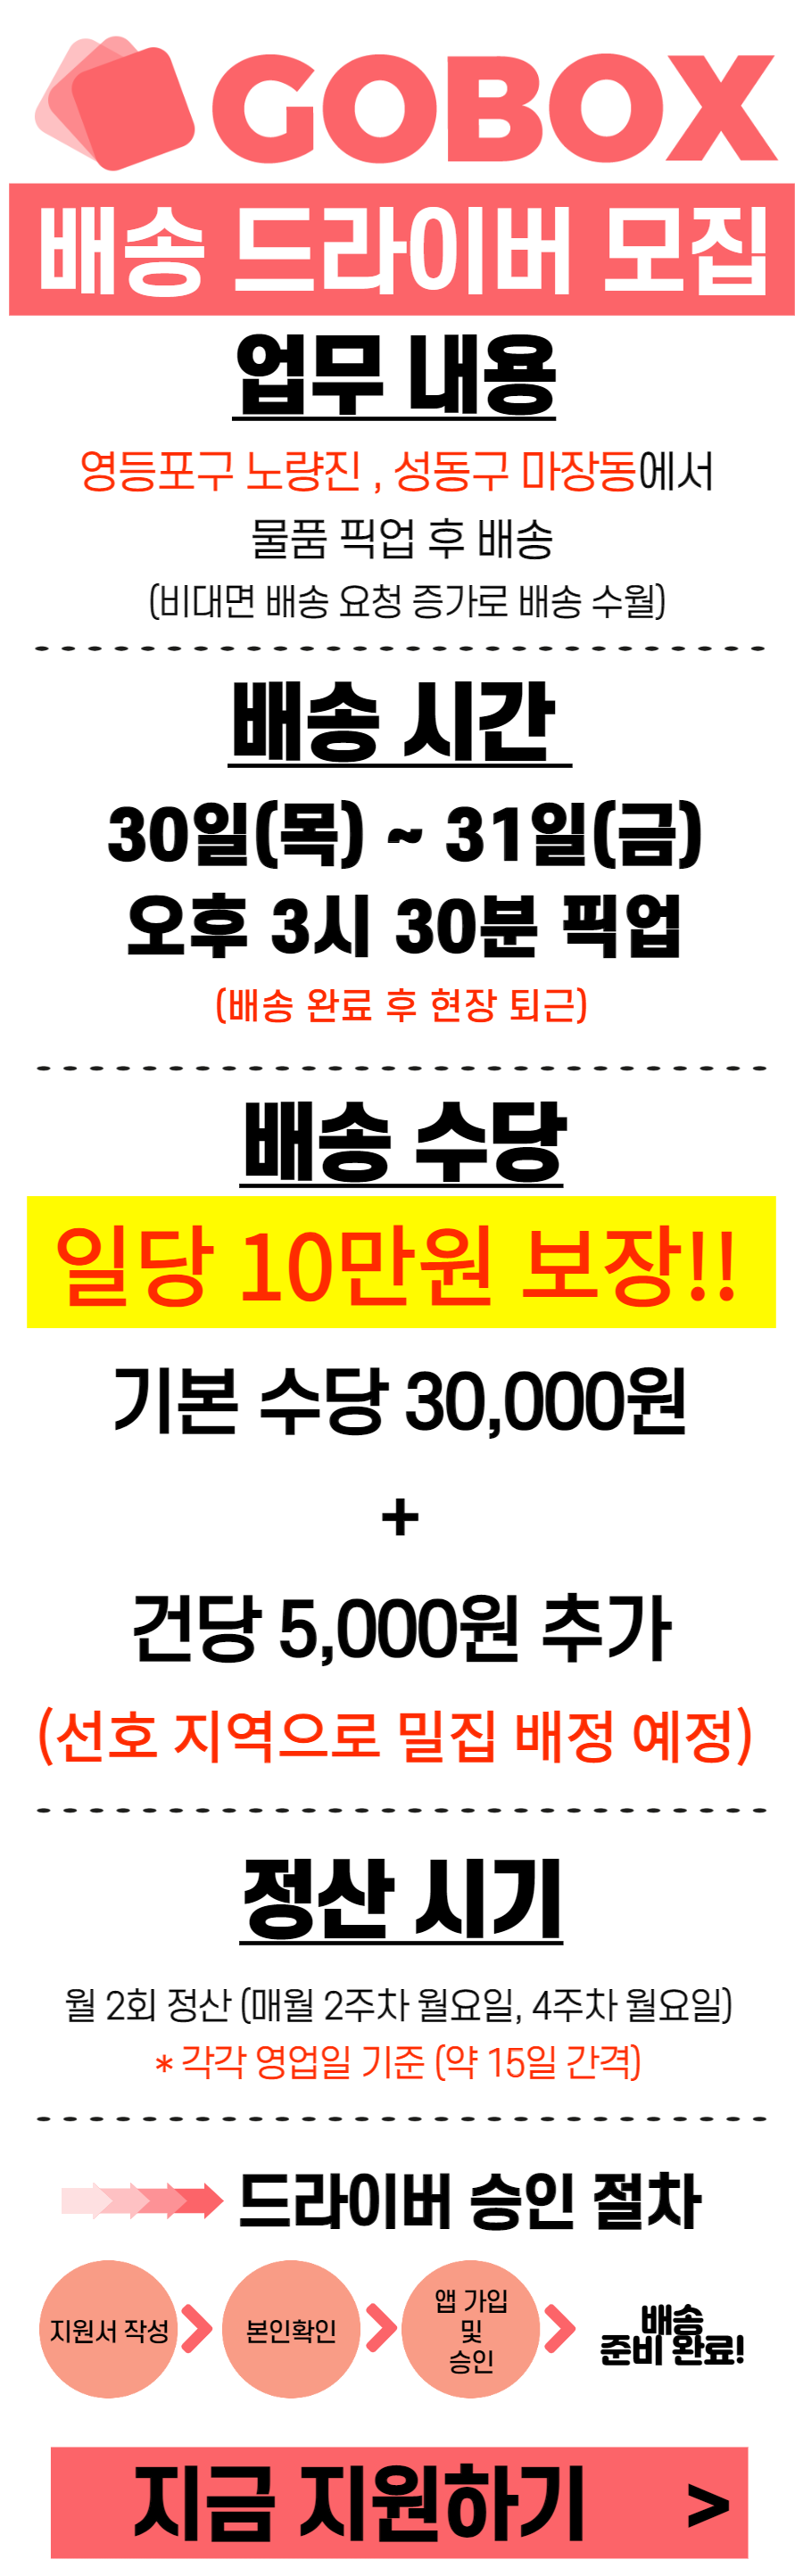 GOBOX
배송 드라이버 모집
업무 내용
영등포구 노량진 , 성동구 마장동에서
물품 픽업 후 배송
(비대면 배송 요청 증가로 배송 수월)
배송 시간
30일(목) ~ 31일(금)
오후 3시 30분 픽업
(배송 완료 후 현장 퇴근)
배송 수당
일당 10만원 보장!!
기본 수당 30,000원
+
건당 5,000원 추가
(선호 지역으로 밀집 배정 예정)
정산 시기
월 2회 정산 (매월 2주차 월요일, 4주차 월요일)
* 각각 영업일 기준 (약 15일 간격)
드라이버 승인 절차
지원서 작성
본인확인
앱 가입
및
승인
배송
준비 완료!
지금 지원하기 >